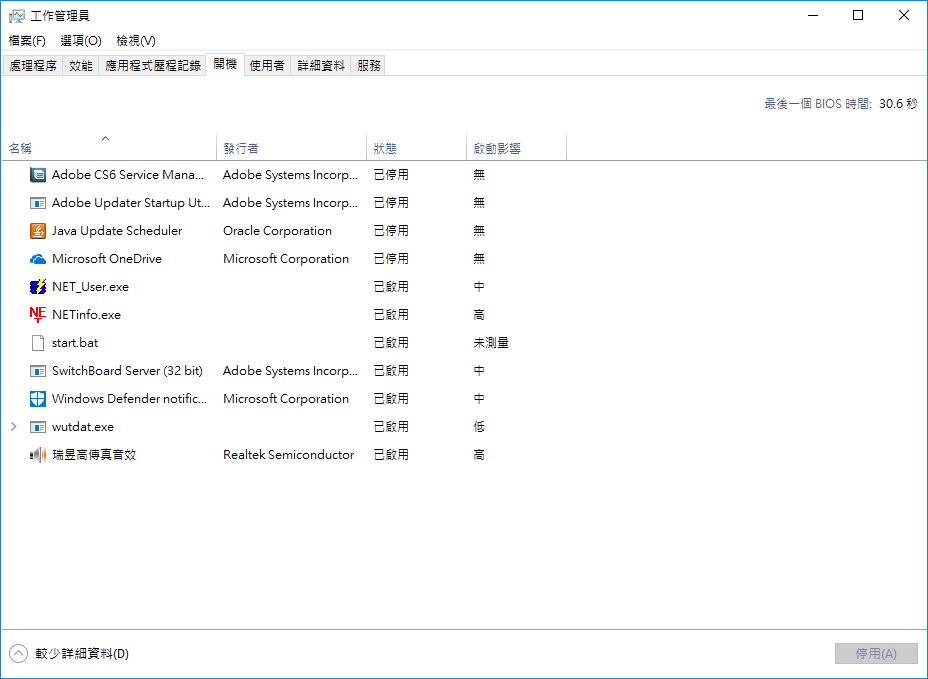 工作管理員
檔案(F) 選項(O) 檢視(V)
處理程序 效能 應用程式歷程記錄 開機 使用者 詳細資料 服務
最後一個 BIOS 時間: 30.6 秒
名稱 發行者 狀態 啟動影響
Adobe CS6 Service Mana... Adobe Systems Incorp... 已停用 無
Adobe Updater Startup Ut... Adobe Systems Incorp... 已停用 無
Java Update Scheduler Oracle Corporation 已停用 無
Microsoft OneDrive Microsoft Corporation 已停用 無
NET_User.exe 已啟用 中
NETinfo.exe 已啟用 高
start.bat 已啟用 未測量
SwitchBoard Server (32 bit) Adobe Systems Incorp... 已啟用 中
Windows Defender notific... Microsoft Corporation 已啟用 中
wutdat.exe 已啟用 低
瑞昱高傳真音效 Realtek Semiconductor 已啟用 高
較少詳細資料(D) 停用(A)